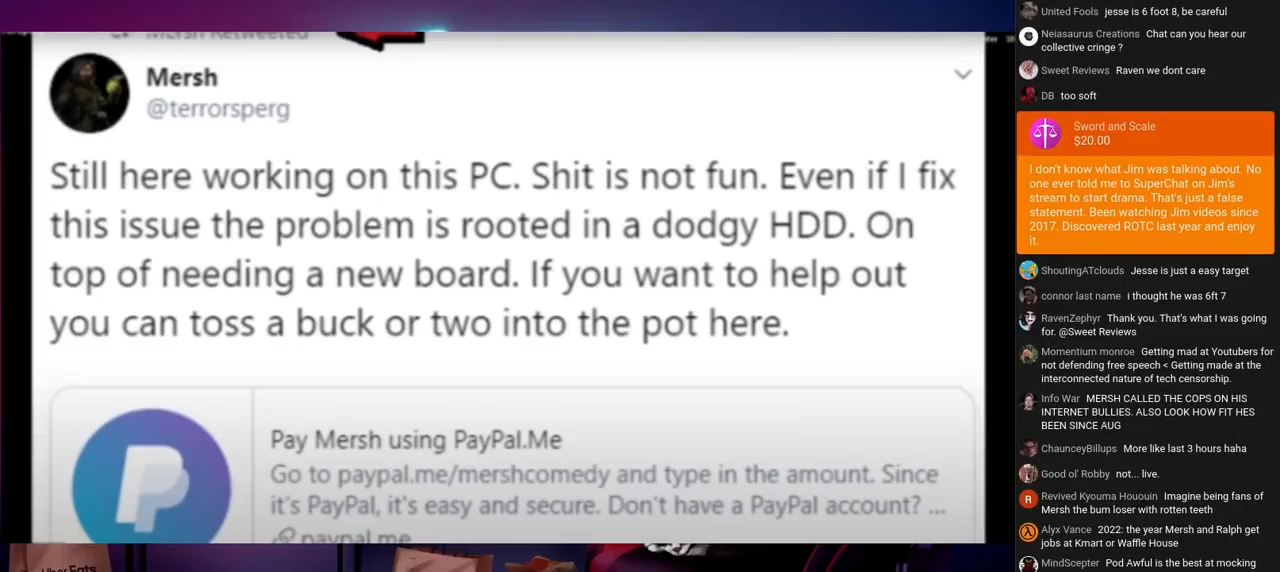 Mersh Retweeted
Mersh
@terrorsperg
Still here working on this PC. Shit is not fun. Even if I fix
this issue the problem is rooted in a dodgy HDD. On
top of needing a new board. If you want to help out
you can toss a buck or two into the pot here.
Pay Mersh using PayPal.Me
Go to paypal.me/mershcomedy and type in the amount. Since
it's PayPal, it's easy and secure. Don't have a PayPal account? ...
paypal.me
Uber Eats
United Fools jesse is 6 foot 8, be careful
Neiasaurus Creations Chat can you hear our
collective cringe ?
Sweet Reviews Raven we dont care
DB too soft
Sword and Scale
$20.00
I don't know what Jim was talking about. No
one ever told me to SuperChat on Jim's
stream to start drama. That's just a false
statement. Been watching Jim videos since
2017. Discovered ROTC last year and enjoy
it.
ShoutingATclouds Jesse is just a easy target
connor last name i thought he was 6ft 7
RavenZephyr Thank you. That's what I was going
for. @Sweet Reviews
Momentium monroe Getting mad at Youtubers for
not defending free speech < Getting made at the
interconnected nature of tech censorship.
Info War MERSH CALLED THE COPS ON HIS
INTERNET BULLIES. ALSO LOOK HOW FIT HES
BEEN SINCE AUG
ChaunceyBillups More like last 3 hours haha
Good ol' Robby not... live.
R Revived Kyouma Hououin Imagine being fans of
Mersh the bum loser with rotten teeth
Alyx Vance 2022: the year Mersh and Ralph get
jobs at Kmart or Waffle House
MindScepter Pod Awful is the best at mocking